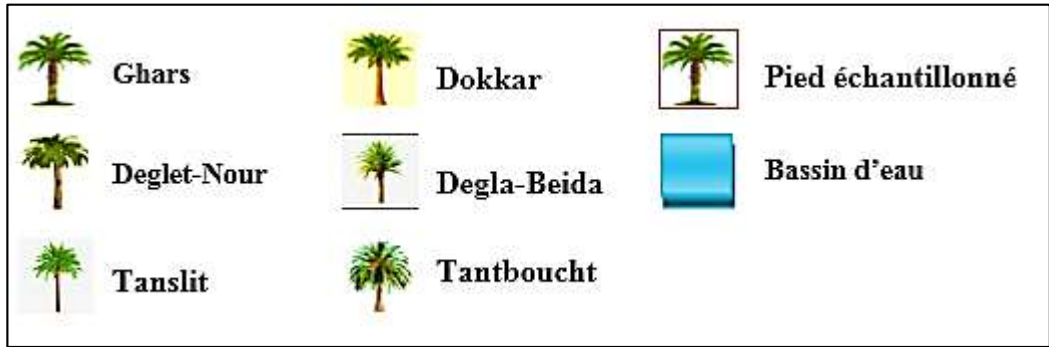 Ghars
Dokkar
Pied échantillonné
Deglet-Nour
Degla-Beida
Bassin d'eau
Tanslit
Tantboucht